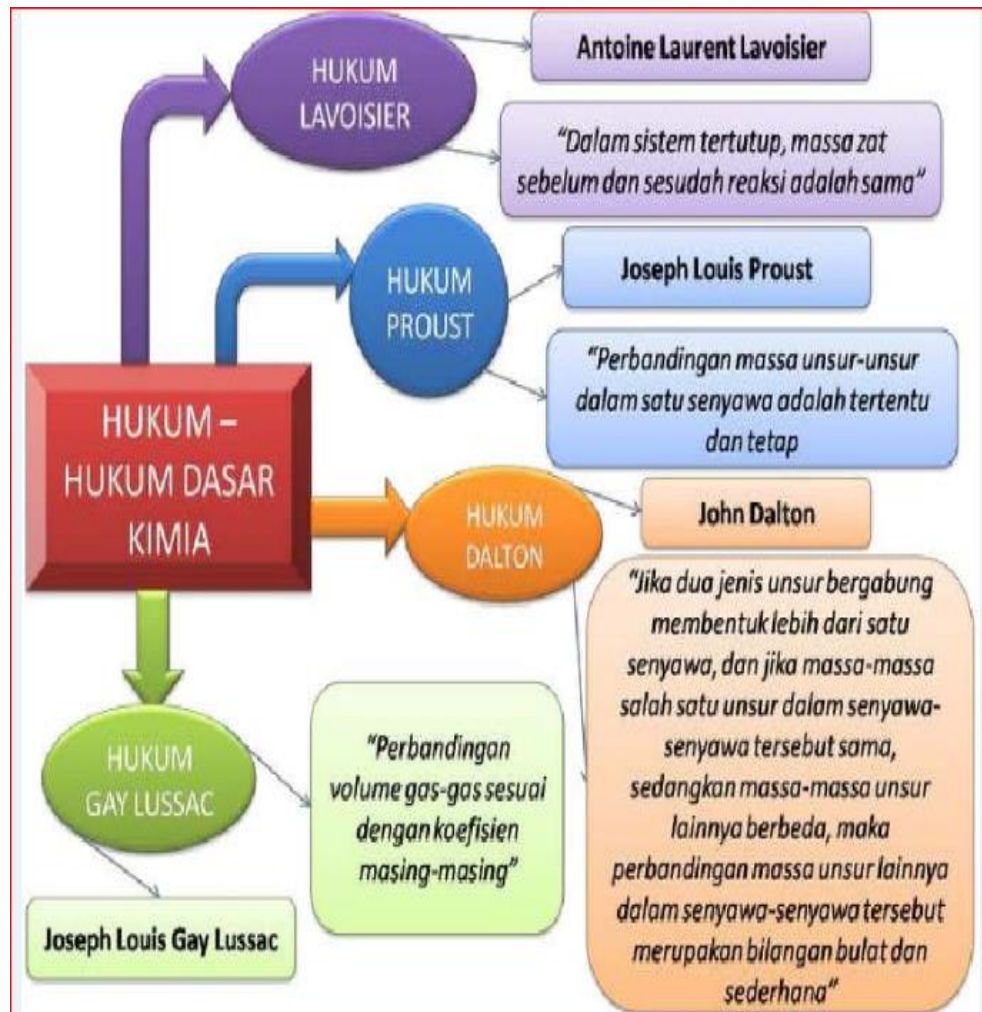 HUKUM
LAVOISIER
Antoine Laurent Lavoisier
“Dalam sistem tertutup, massa zat
sebelum dan sesudah reaksi adalah sama“
HUKUM
PROUST
Joseph Louis Proust
“Perbandingan massa unsur-unsur
dalam satu senyawa adalah tertentu
dan tetap
HUKUM –
HUKUM DASAR
KIMIA
HUKUM
DALTON
John Dalton
“Jika dua jenis unsur bergabung
membentuk lebih dari satu
senyawa, dan jika massa-massa
salah satu unsur dalam senyawa-
senyawa tersebut sama,
sedangkan massa-massa unsur
lainnya berbeda, maka
perbandingan massa unsur lainnya
dalam senyawa-senyawa tersebut
merupakan bilangan bulat dan
sederhana“
HUKUM
GAY LUSSAC
“Perbandingan
volume gas-gas sesuai
dengan koefisien
masing-masing”
Joseph Louis Gay Lussac